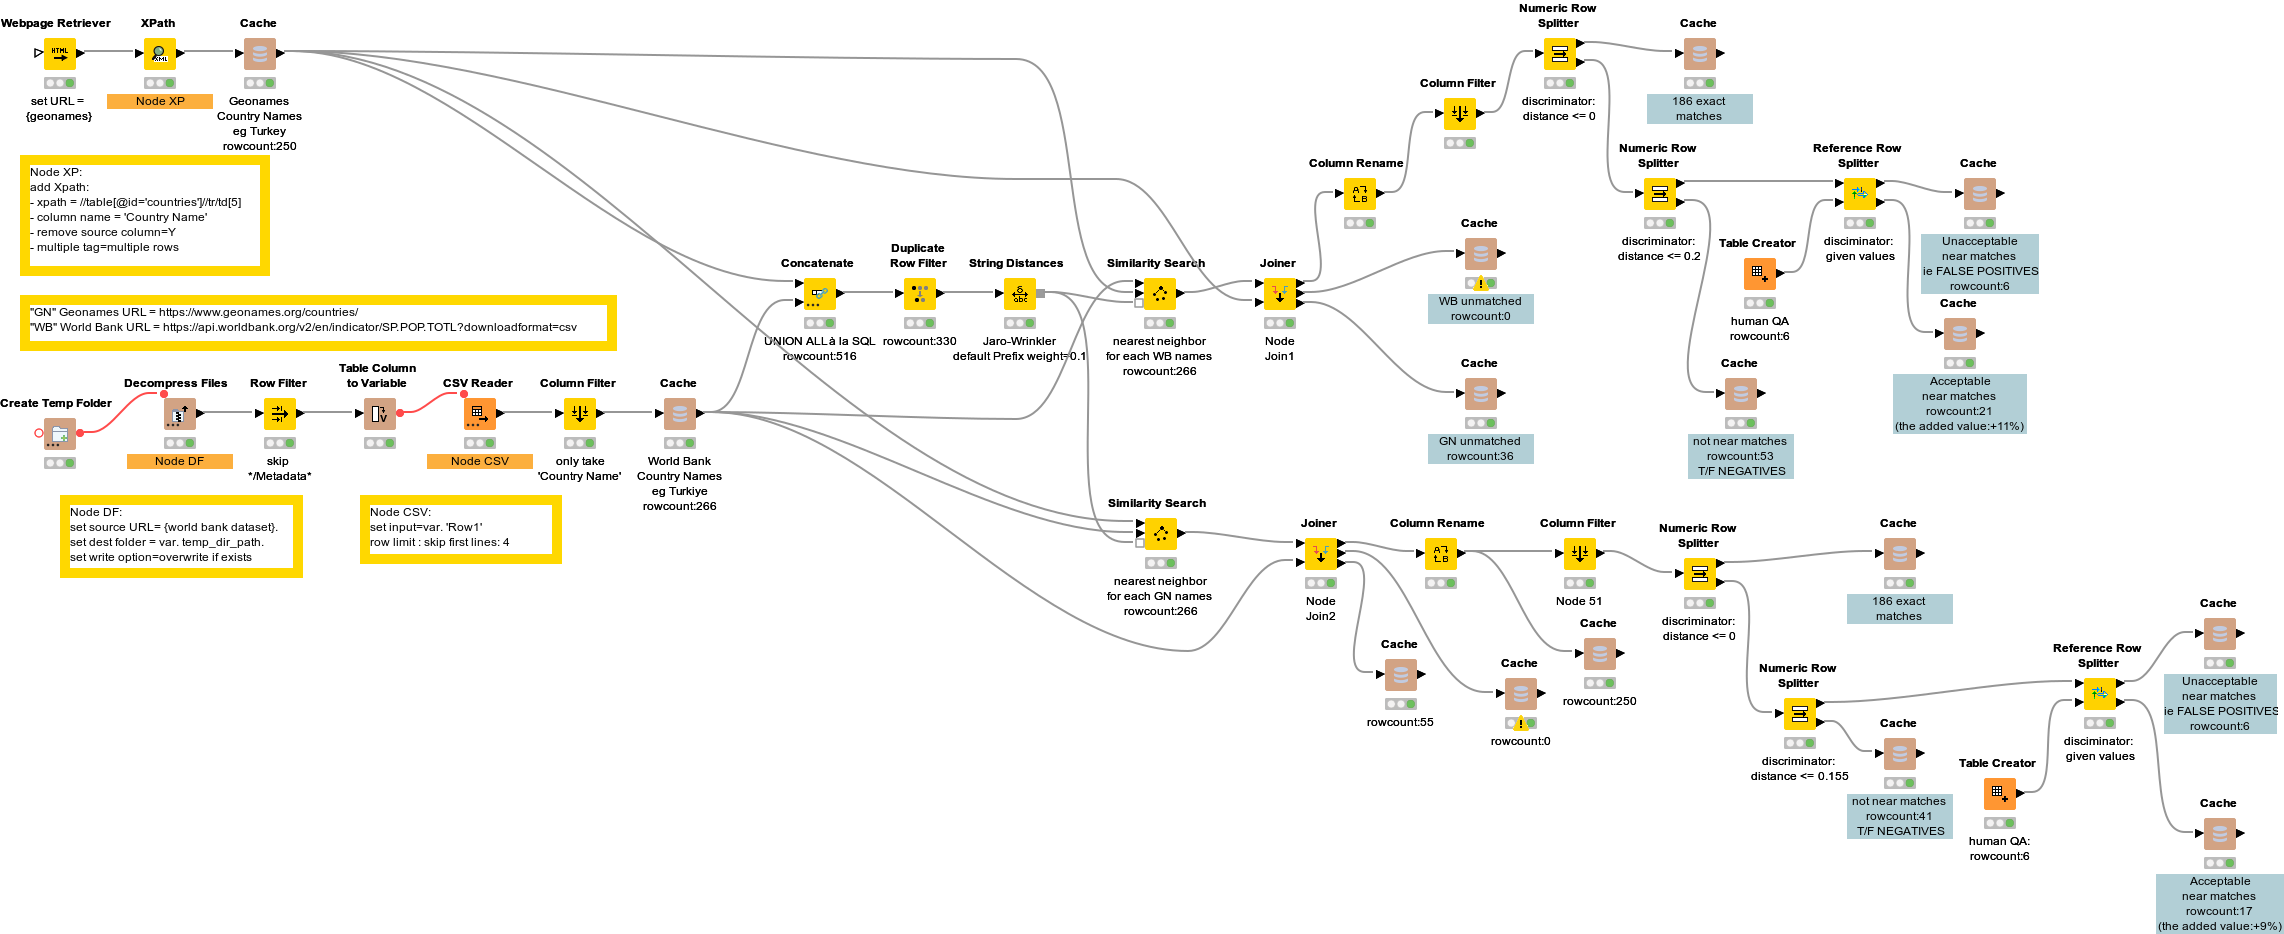 Webpage Retriever
set URL =
{geonames}
XPath
Node XP
Cache
Geonames
Country Names
eg Turkey
rowcount:250
Node XP:
add Xpath:
- xpath = //table[@id='countries']//tr/td[5]
- column name = 'Country Name'
- remove source column=Y
- multiple tag=multiple rows
"GN" Geonames URL = https://www.geonames.org/countries/
"WB" World Bank URL = https://api.worldbank.org/v2/en/indicator/SP.POP.TOTL?downloadformat=csv
Create Temp Folder
Decompress Files
Node DF
Row Filter
skip
*/Metadata*
Table Column
to Variable
CSV Reader
Node CSV
Column Filter
only take
'Country Name'
Cache
World Bank
Country Names
eg Turkiye
rowcount:266
Node DF:
set source URL= {world bank dataset}.
set dest folder = var. temp_dir_path.
set write option=overwrite if exists
Node CSV:
set input=var. 'Row1'
row limit : skip first lines: 4
Concatenate
UNION ALL à la SQL
rowcount:516
Duplicate
Row Filter
rowcount:330
String Distances
Jaro-Winkler
default Prefix weight=0.1
Similarity Search
nearest neighbor
for each WB names
rowcount:266
Joiner
Node
Join1
Column Rename
Column Filter
Numeric Row
Splitter
discriminator:
distance <= 0
Cache
186 exact
matches
Cache
WB unmatched
rowcount:0
Cache
GN unmatched
rowcount:36
Numeric Row
Splitter
discriminator:
distance <= 0.2
Table Creator
human QA
rowcount:6
Reference Row
Splitter
disciminator:
given values
Cache
Unacceptable
near matches
ie FALSE POSITIVES
rowcount:6
Cache
Acceptable
near matches
rowcount:21
(the added value:+11%)
Cache
not near matches
rowcount:53
T/F NEGATIVES
Similarity Search
nearest neighbor
for each GN names
rowcount:266
Joiner
Node
Join2
Column Rename
Column Filter
Node 51
Cache
rowcount:55
Cache
rowcount:0
Cache
rowcount:250
Numeric Row
Splitter
discriminator:
distance <= 0
Cache
186 exact
matches
Numeric Row
Splitter
discriminator:
distance <= 0.155
Cache
not near matches
rowcount:41
T/F NEGATIVES
Table Creator
human QA:
rowcount:6
Reference Row
Splitter
disciminator:
given values
Cache
Unacceptable
near matches
ie FALSE POSITIVES
rowcount:6
Cache
Acceptable
near matches
rowcount:17
(the added value:+9%)